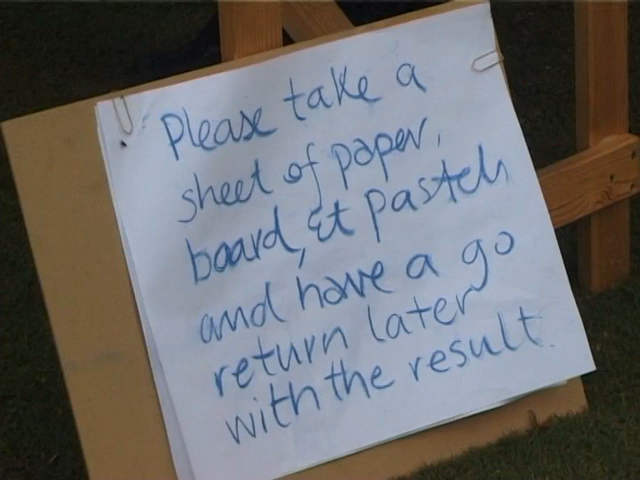 Please take a
sheet of paper,
board, & pastels
and have a go
return later
with the result.